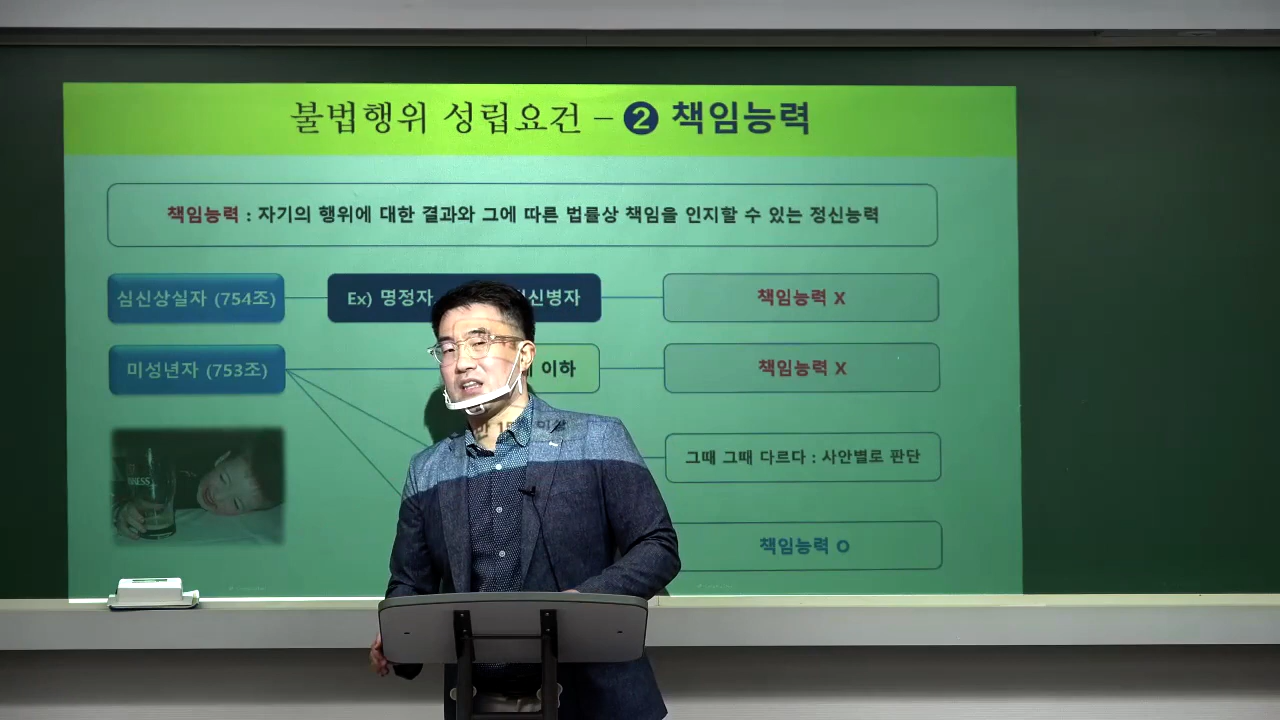 불법행위 성립요건 – ❷ 책임능력
책임능력 : 자기의 행위에 대한 결과와 그에 따른 법률상 책임을 인지할 수 있는 정신능력
심신상실자 (754조)
Ex) 명정자
신병자
책임능력 X
미성년자 (753조)
이하
책임능력 X
그때 그때 다르다 : 사안별로 판단
책임능력 O